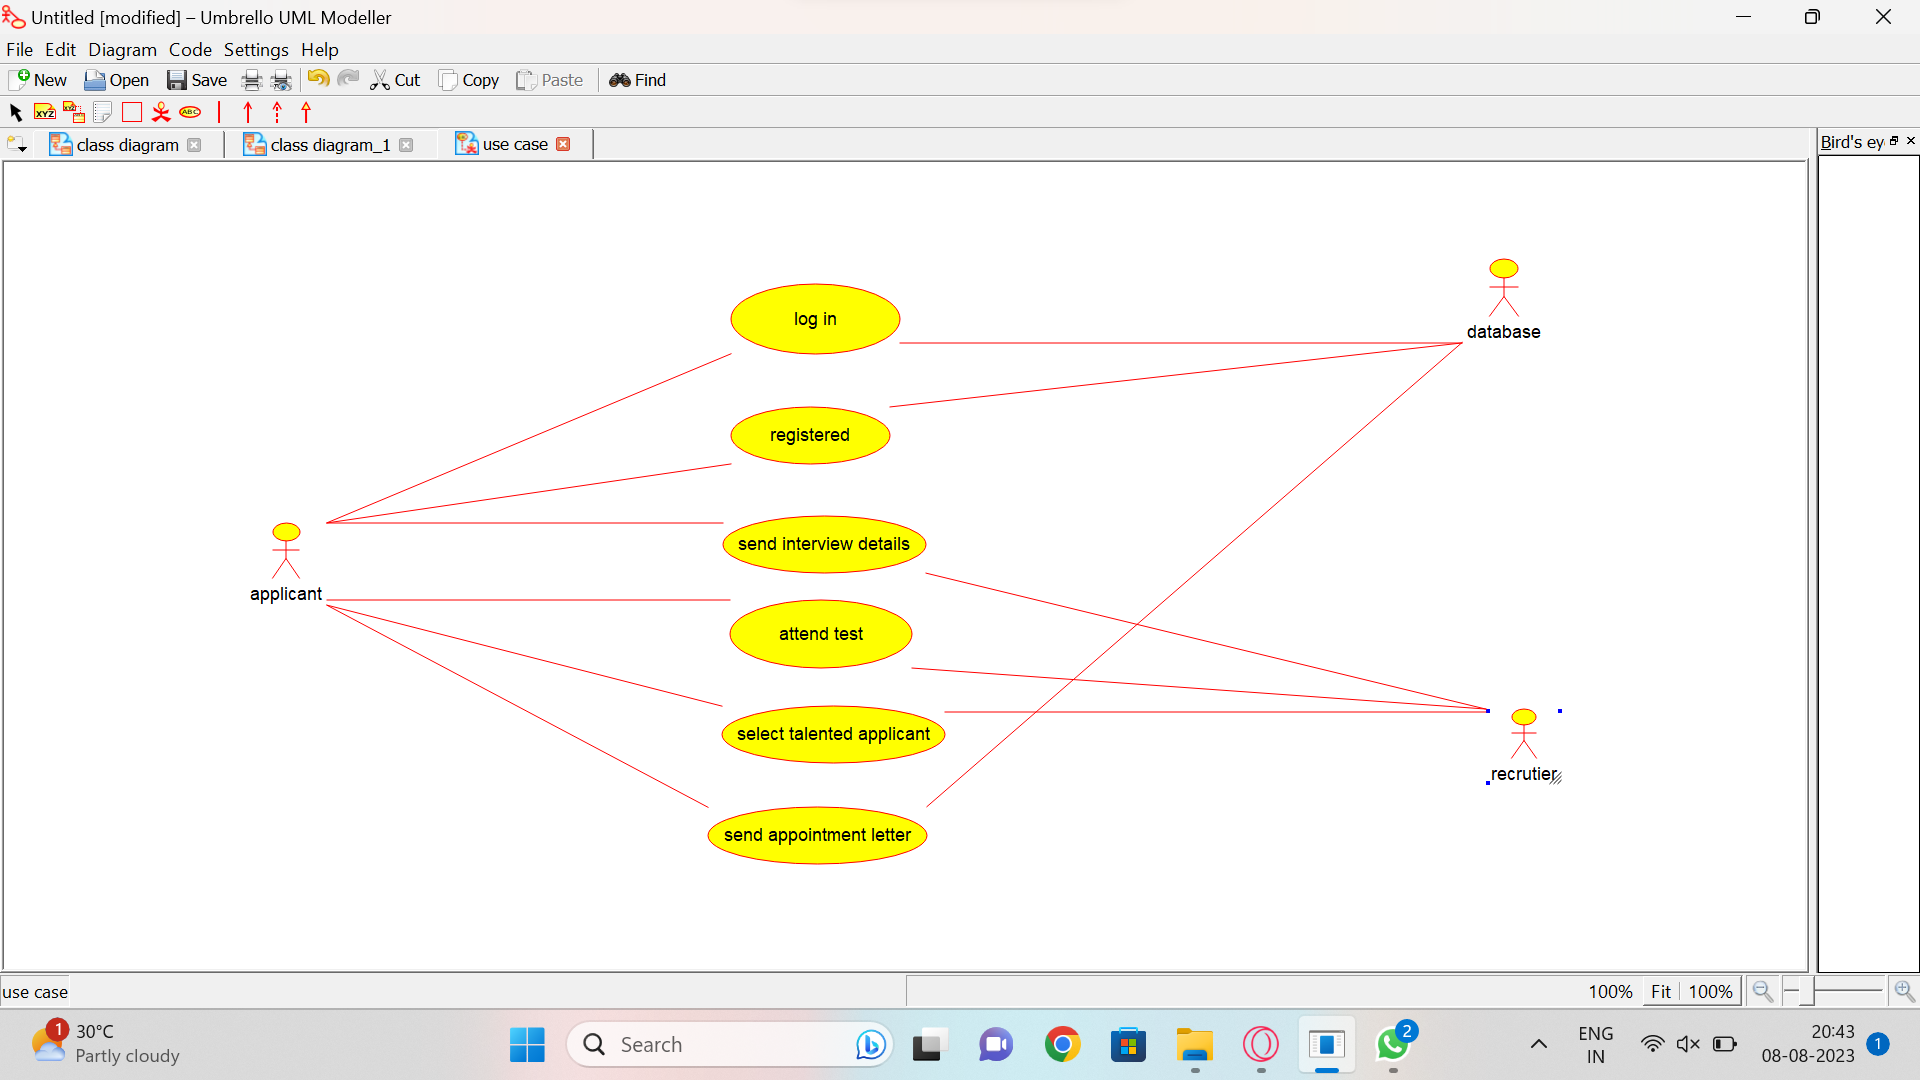 Untitled [modified] – Umbrello UML Modeller
File Edit Diagram Code Settings Help
New Open Save Cut Copy Paste Find
XYZ XYZ ABC
class diagram class diagram_1 use case Bird's ey
log in
database
registered
send interview details
applicant
attend test
select talented applicant
recrutier
send appointment letter
use case 100% Fit 100%
1 30°C
Partly cloudy
Search
2
ENG
IN
20:43
08-08-2023
1